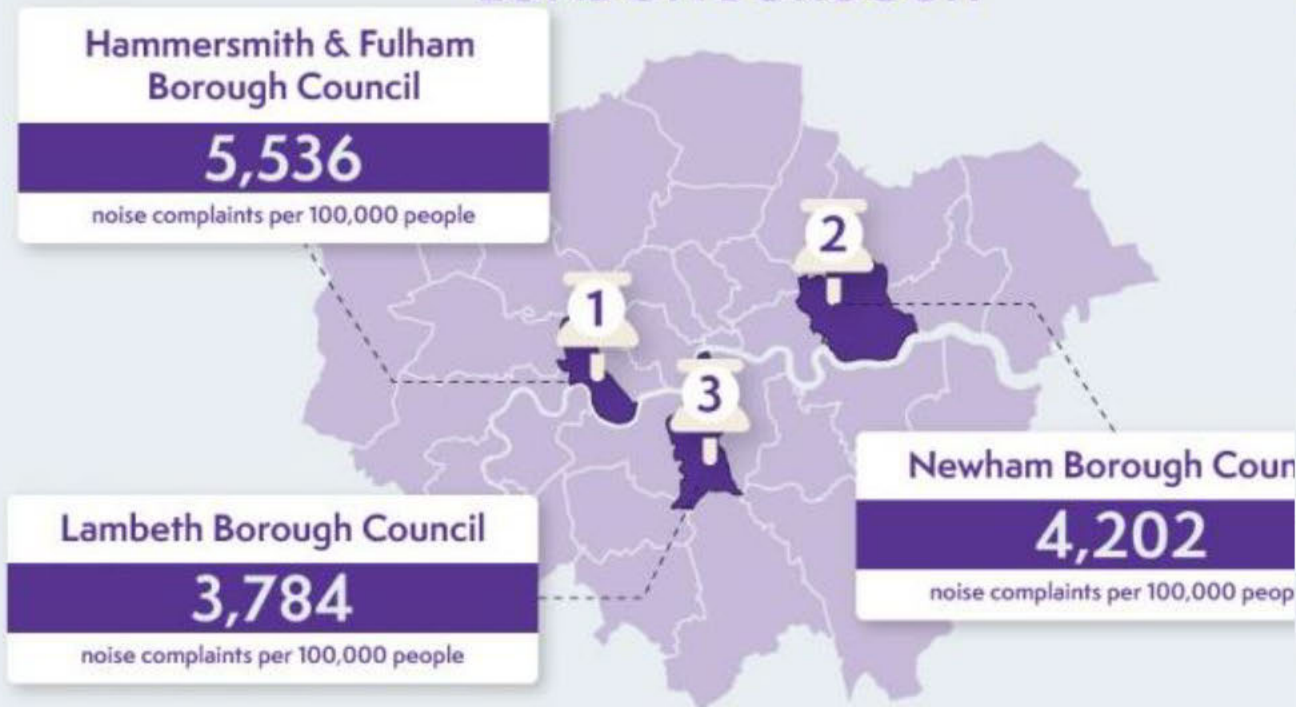 Hammersmith & Fulham
Borough Council
5,536
noise complaints per 100,000 people
1
2
3
Newham Borough Coun
4,202
noise complaints per 100,000 peop
Lambeth Borough Council
3,784
noise complaints per 100,000 people